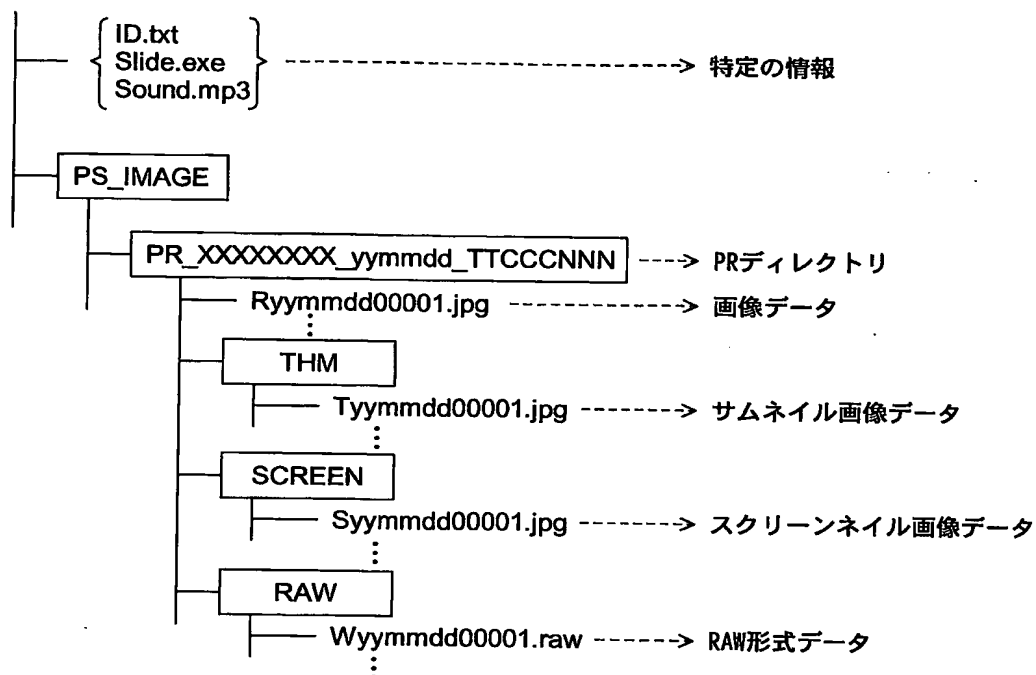 ID.txt
Slide.exe
Sound.mp3
特定の情報
PS_IMAGE
PR_XXXXXXXX_yymmdd_TTCCCNNN
PRディレクトリ
Ryymmdd00001.jpg
画像データ
THM
Tyymmdd00001.jpg
サムネイル画像データ
SCREEN
Syymmdd00001.jpg
スクリーンネイル画像データ
RAW
Wyymmdd00001.raw
RAW形式データ